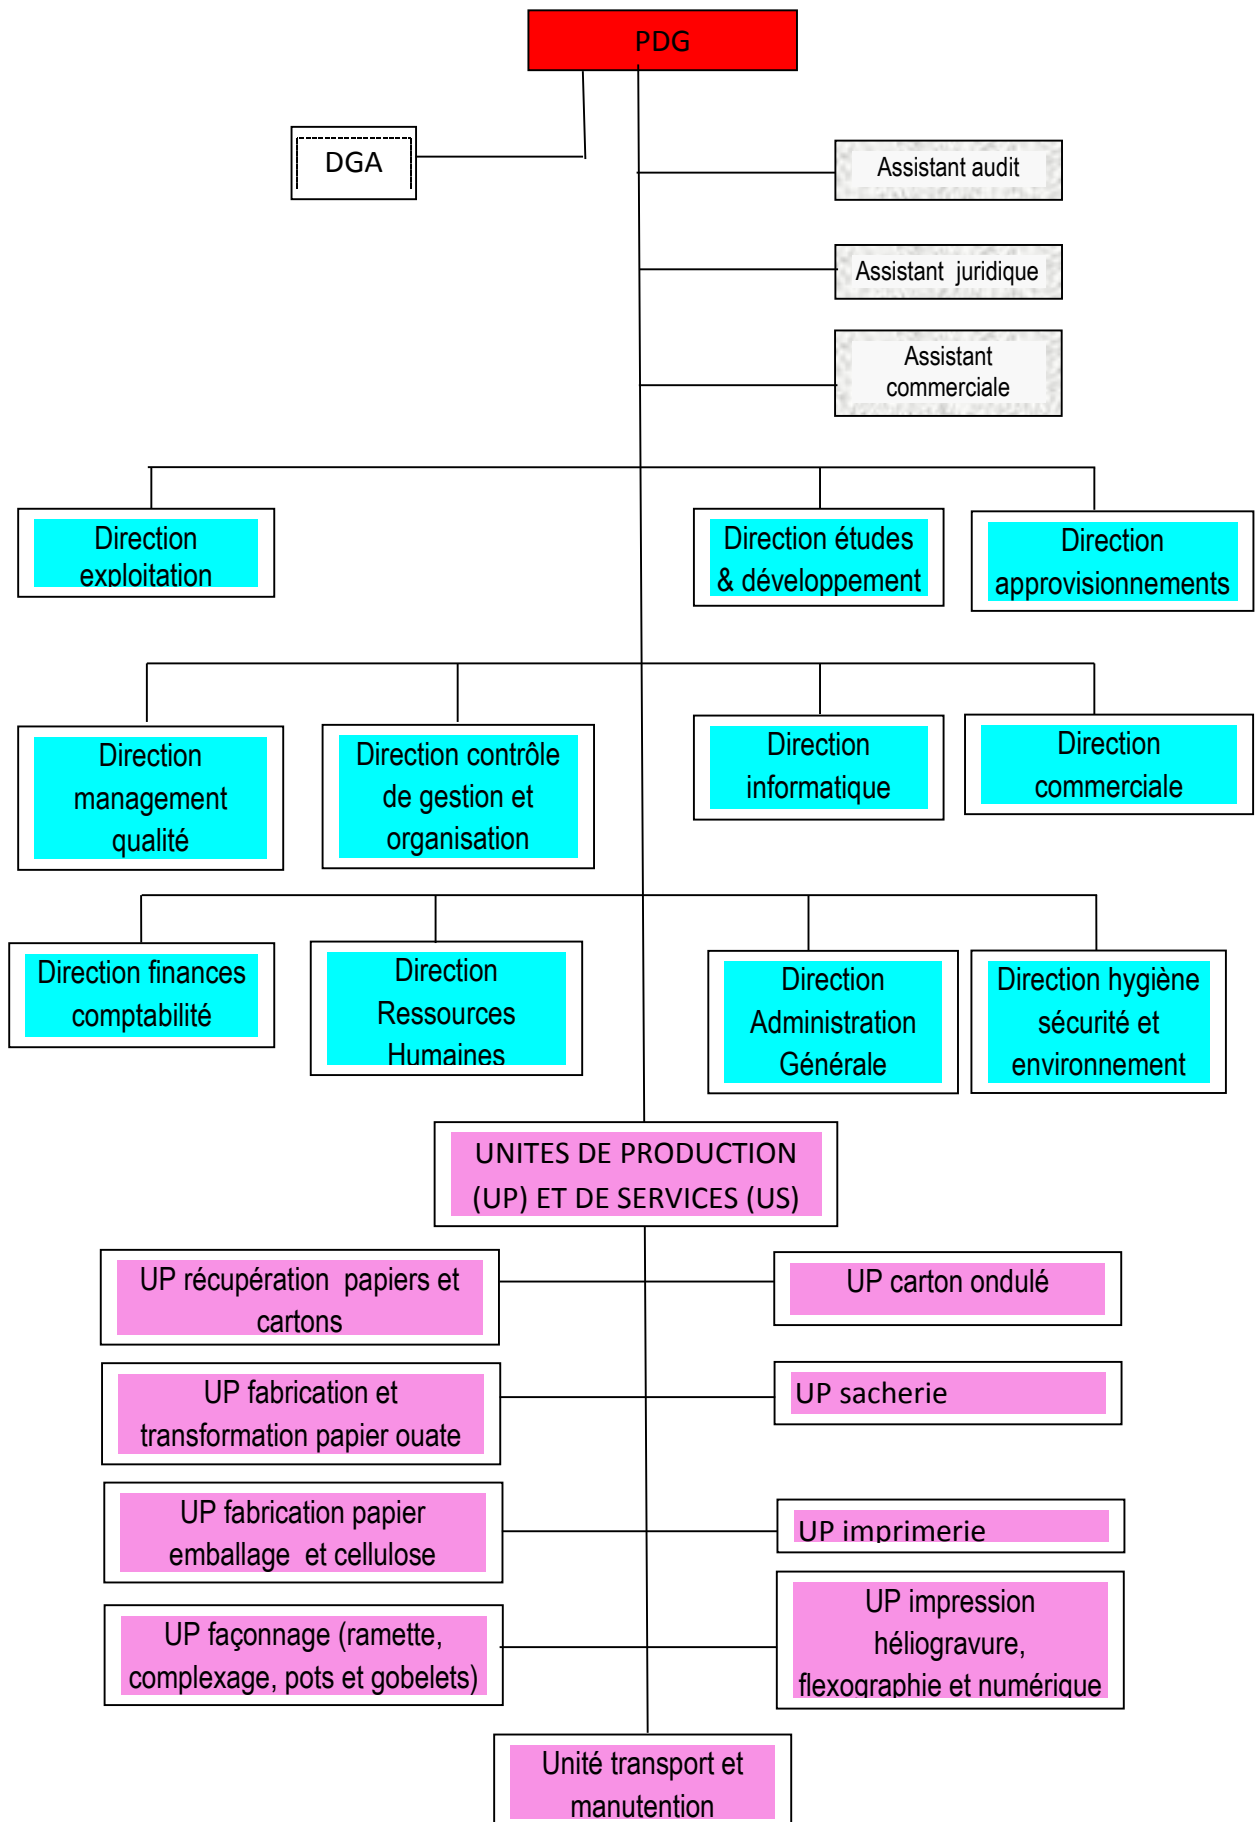 PDG
DGA
Assistant audit
Assistant juridique
Assistant
commerciale
Direction
exploitation
Direction études
& développement
Direction
approvisionnements
Direction
management
qualité
Direction contrôle
de gestion et
organisation
Direction
informatique
Direction
commerciale
Direction finances
comptabilité
Direction
Ressources
Humaines
Direction
Administration
Générale
Direction hygiène
sécurité et
environnement
UNITES DE PRODUCTION
(UP) ET DE SERVICES (US)
UP récupération papiers et
cartons
UP carton ondulé
UP fabrication et
transformation papier ouate
UP sacherie
UP fabrication papier
emballage et cellulose
UP imprimerie
UP façonnage (ramette,
complexage, pots et gobelets)
UP impression
héliogravure,
flexographie et numérique
Unité transport et
manutention